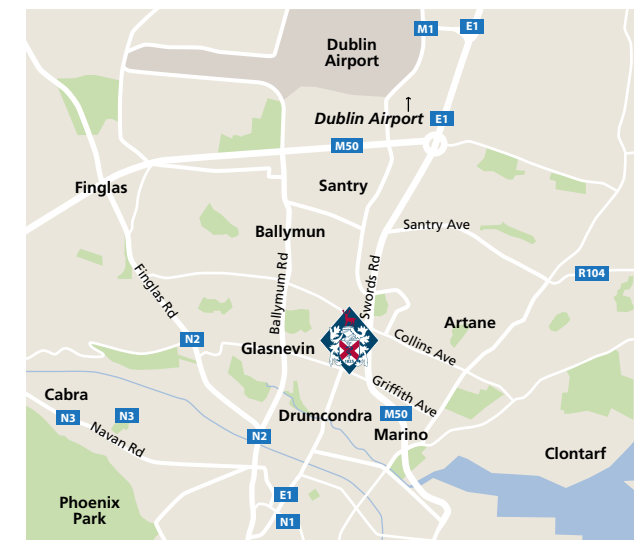 M1
E1
Dublin
Airport
Dublin Airport
E1
M50
Finglas
Santry
Ballymun
Santry Ave
Finglas Rd
Ballymum Rd
Swords Rd
R104
Artane
N2
Glasnevin
Collins Ave
Griffith Ave
Cabra
N3
N3
Drumcondra
M50
Marino
Navan Rd
N2
Clontarf
Phoenix
Park
E1
N1